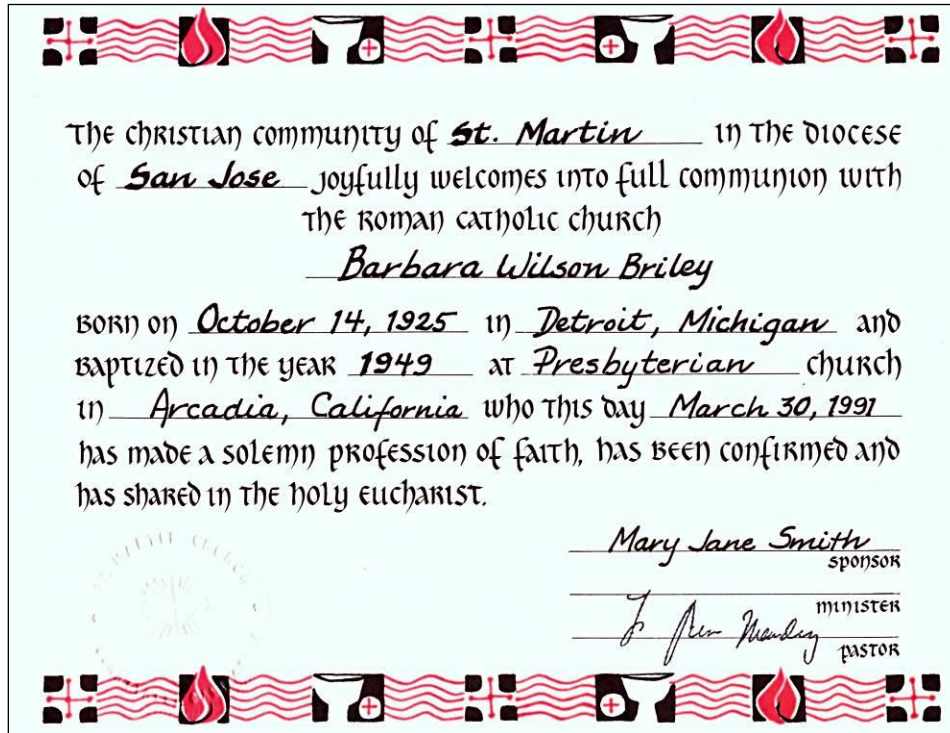 The Christian community of St. Martin in the Diocese
of San Jose joyfully welcomes into full communion with
the Roman Catholic Church
Barbara Wilson Briley
Born on October 14, 1925 in Detroit, Michigan and
Baptized in the year 1949 at Presbyterian church
in Arcadia, California who this day March 30, 1991
has made a solemn profession of faith, has been confirmed and
has shared in the holy Eucharist.
Mary Jane Smith
sponsor
minister
pastor